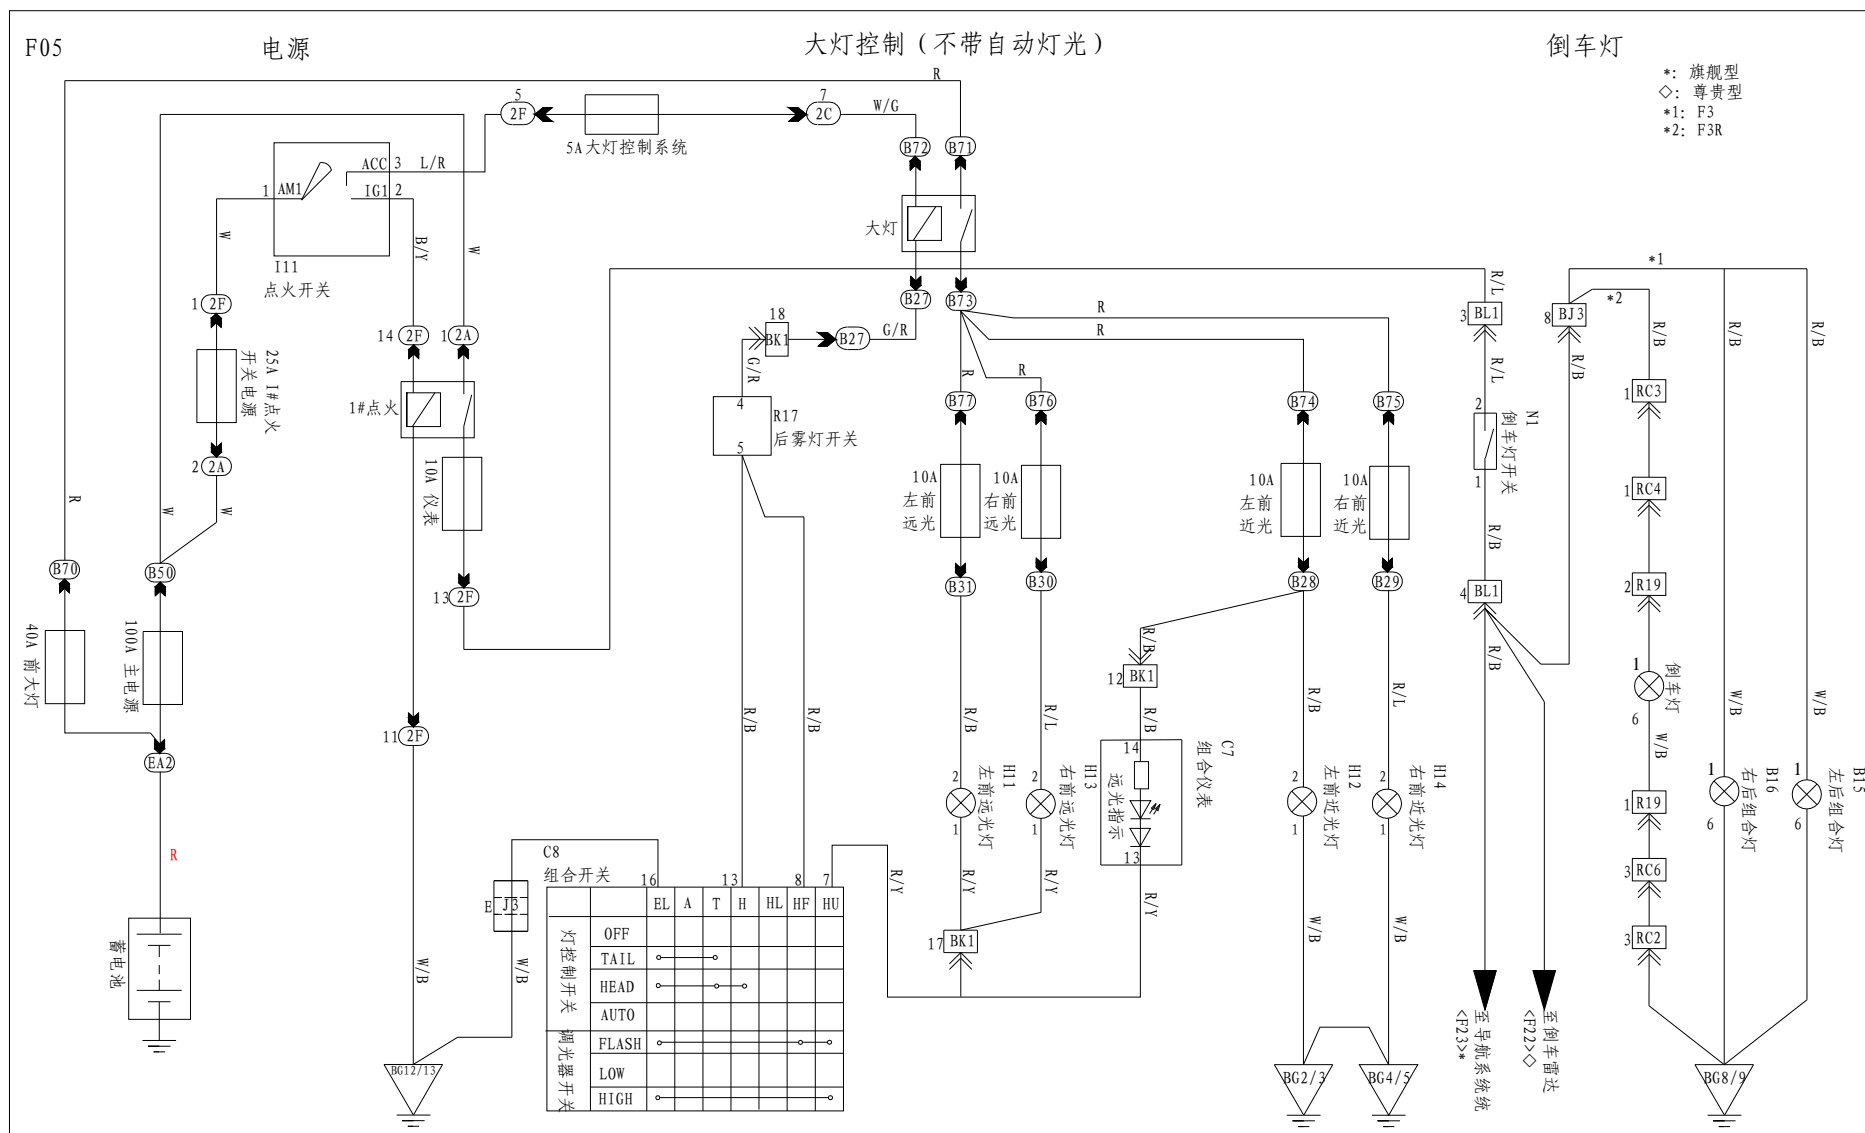 F05
电源
大灯控制（不带自动灯光）
倒车灯
*: 旗舰型
◇: 尊贵型
*1: F3
*2: F3R
R
5
2F
5A大灯控制系统
7
2C
W/G
B72
B71
大灯
B27
B73
ACC 3
L/R
1
AM1
IG1 2
I11
点火开关
W
B/Y
W
1
2F
14
2F
1
2A
25A I#点火
开关电源
1#点火
2
2A
W
W
R
10A 仪表
B70
B50
13
2F
40A 前大灯
100A 主电源
EA2
11
2F
R
蓄电池
W/B
BG12/13
18
BK1
B27
G/R
G/R
4
R17
后雾灯开关
5
R/B
R/B
R
R
R
R
B77
B76
B74
B75
10A
左前
远光
10A
右前
远光
10A
左前
近光
10A
右前
近光
B31
B30
B28
B29
R/B
R/L
R/B
12
BK1
R/B
R/B
R/L
14
远光指示
13
C7
组合仪表
2
1
H11
左前远光灯
2
1
H13
右前远光灯
2
1
H12
左前近光灯
2
1
H14
右前近光灯
R/Y
R/Y
R/Y
R/Y
17
BK1
W/B
W/B
BG2/3
BG4/5
E
J3
W/B
C8
组合开关
16
13
8
7
EL A T H HL HF HU
灯控制开关
OFF
TAIL
HEAD
AUTO
调光器开关
FLASH
LOW
HIGH
R/L
3
BL1
R/L
2
1
N1
倒车灯开关
R/B
4
BL1
R/B
至导航系统统
<F23>*
至倒车雷达
<F22>◇
*1
*2
8
BJ3
R/B
R/B
R/B
R/B
1
RC3
1
RC4
2
R19
1
倒车灯
6
W/B
1
R19
3
RC6
3
RC2
W/B
W/B
1
6
B16
右后组合灯
1
6
B15
左后组合灯
BG8/9